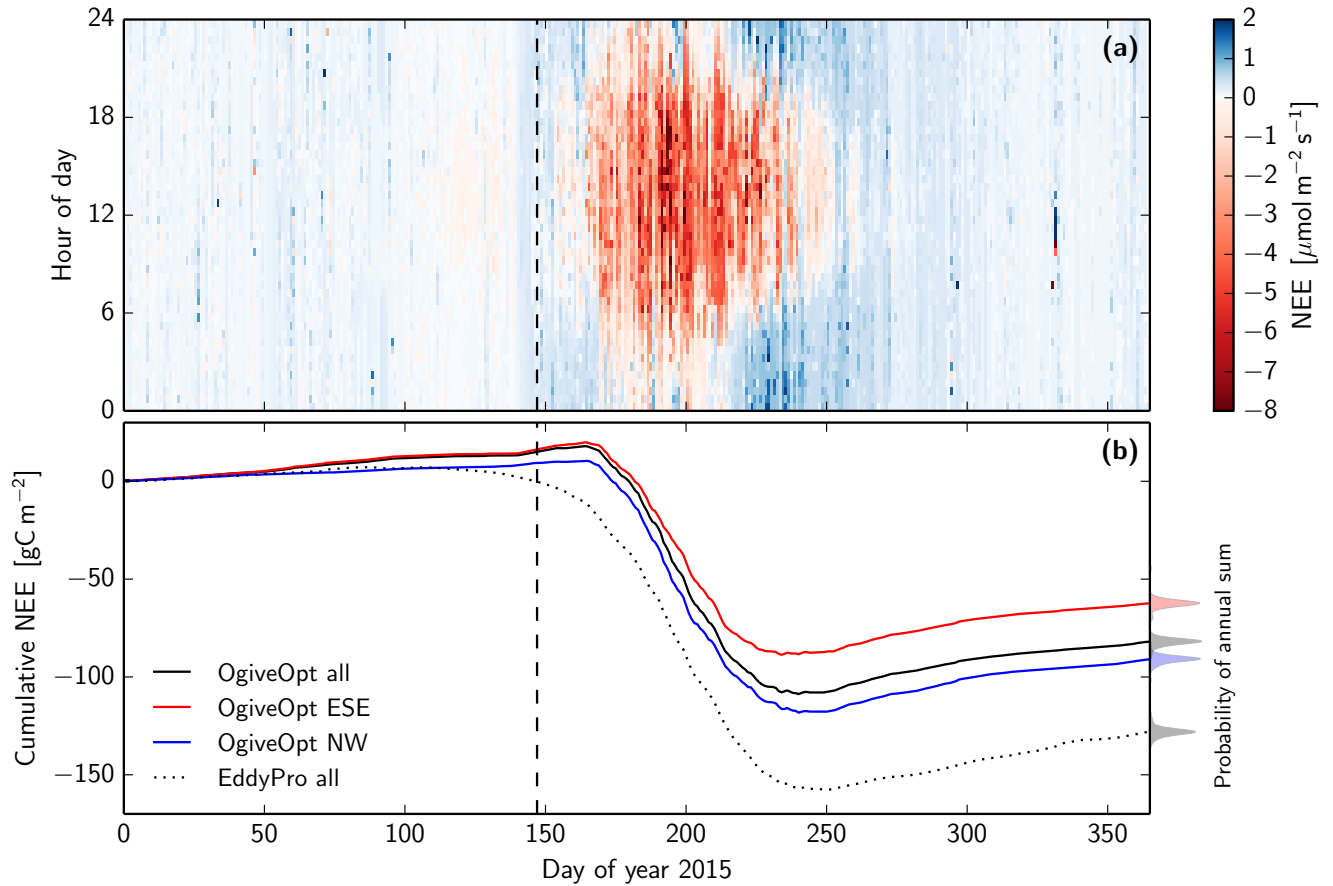 24
18
12
6
0
Hour of day
(a)
2
1
0
−1
−2
−3
−4
−5
−6
−7
−8
NEE [μmol m−2 s−1]
0
−50
−100
−150
Cumulative NEE [gC m−2]
(b)
OgiveOpt all
OgiveOpt ESE
OgiveOpt NW
EddyPro all
Probability of annual sum
0 50 100 150 200 250 300 350
Day of year 2015